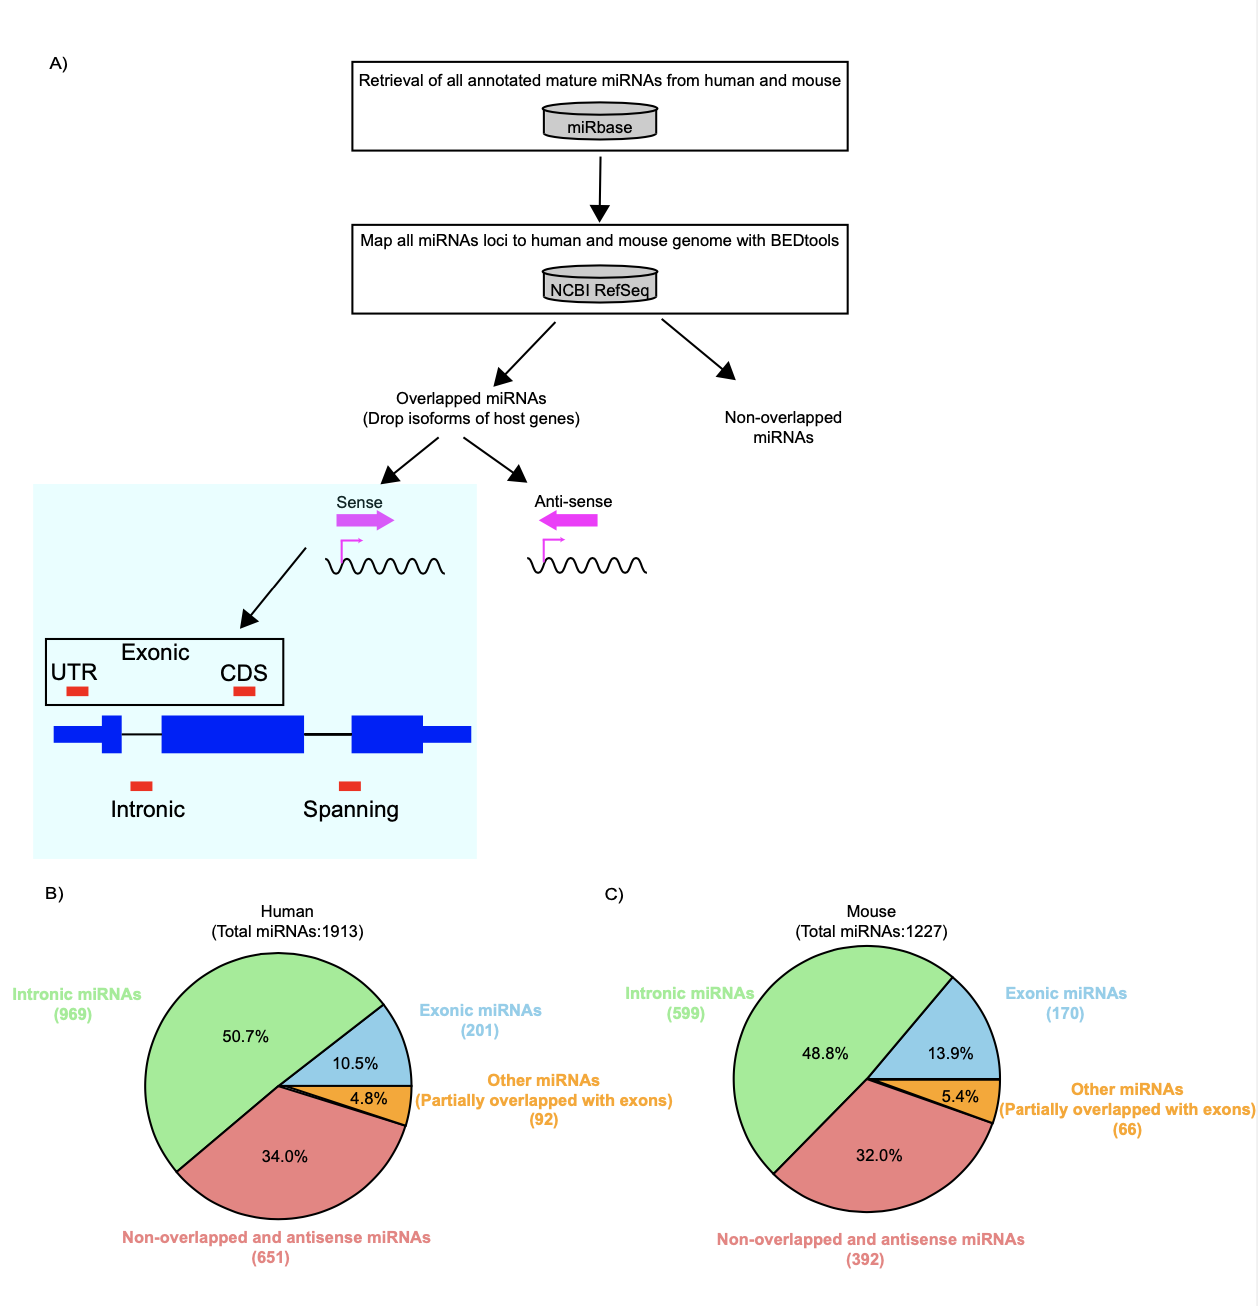 A)
Retrieval of all annotated mature miRNAs from human and mouse
miRbase
Map all miRNAs loci to human and mouse genome with BEDtools
NCBI RefSeq
Overlapped miRNAs
(Drop isoforms of host genes)
Non-overlapped
miRNAs
Sense
Anti-sense
Exonic
UTR
CDS
Intronic
Spanning
B)
Human
(Total miRNAs:1913)
Intronic miRNAs
(969)
50.7%
Exonic miRNAs
(201)
10.5%
Other miRNAs
(Partially overlapped with exons)
(92)
4.8%
34.0%
Non-overlapped and antisense miRNAs
(651)
C)
Mouse
(Total miRNAs:1227)
Intronic miRNAs
(599)
48.8%
Exonic miRNAs
(170)
13.9%
Other miRNAs
(Partially overlapped with exons)
(66)
5.4%
32.0%
Non-overlapped and antisense miRNAs
(392)